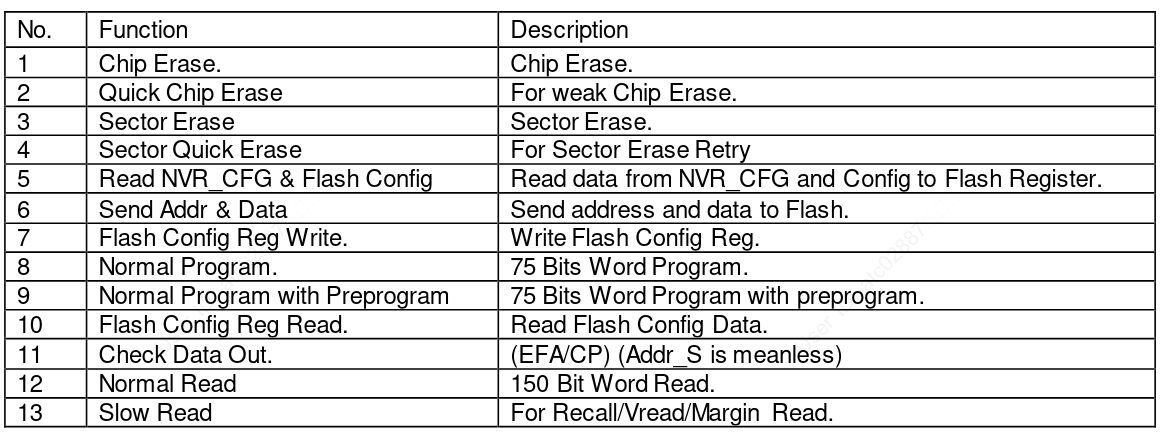 No. Function Description
1 Chip Erase. Chip Erase.
2 Quick Chip Erase For weak Chip Erase.
3 Sector Erase Sector Erase.
4 Sector Quick Erase For Sector Erase Retry
5 Read NVR_CFG & Flash Config Read data from NVR_CFG and Config to Flash Register.
6 Send Addr & Data Send address and data to Flash.
7 Flash Config Reg Write. Write Flash Config Reg.
8 Normal Program. 75 Bits Word Program.
9 Normal Program with Preprogram 75 Bits Word Program with preprogram.
10 Flash Config Reg Read. Read Flash Config Data.
11 Check Data Out. (EFA/CP) (Addr_S is meanless)
12 Normal Read 150 Bit Word Read.
13 Slow Read For Recall/Vread/Margin Read.